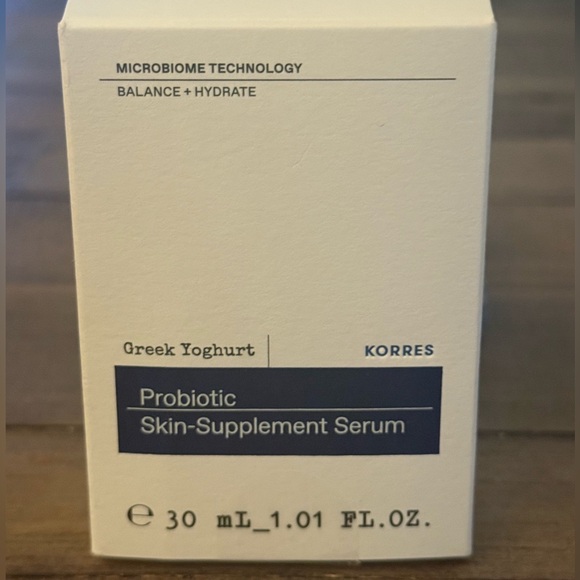 MICROBIOME TECHNOLOGY
BALANCE + HYDRATE
Greek Yoghurt
KORRES
Probiotic
Skin-Supplement Serum
℮ 30 mL_1.01 FL.OZ.